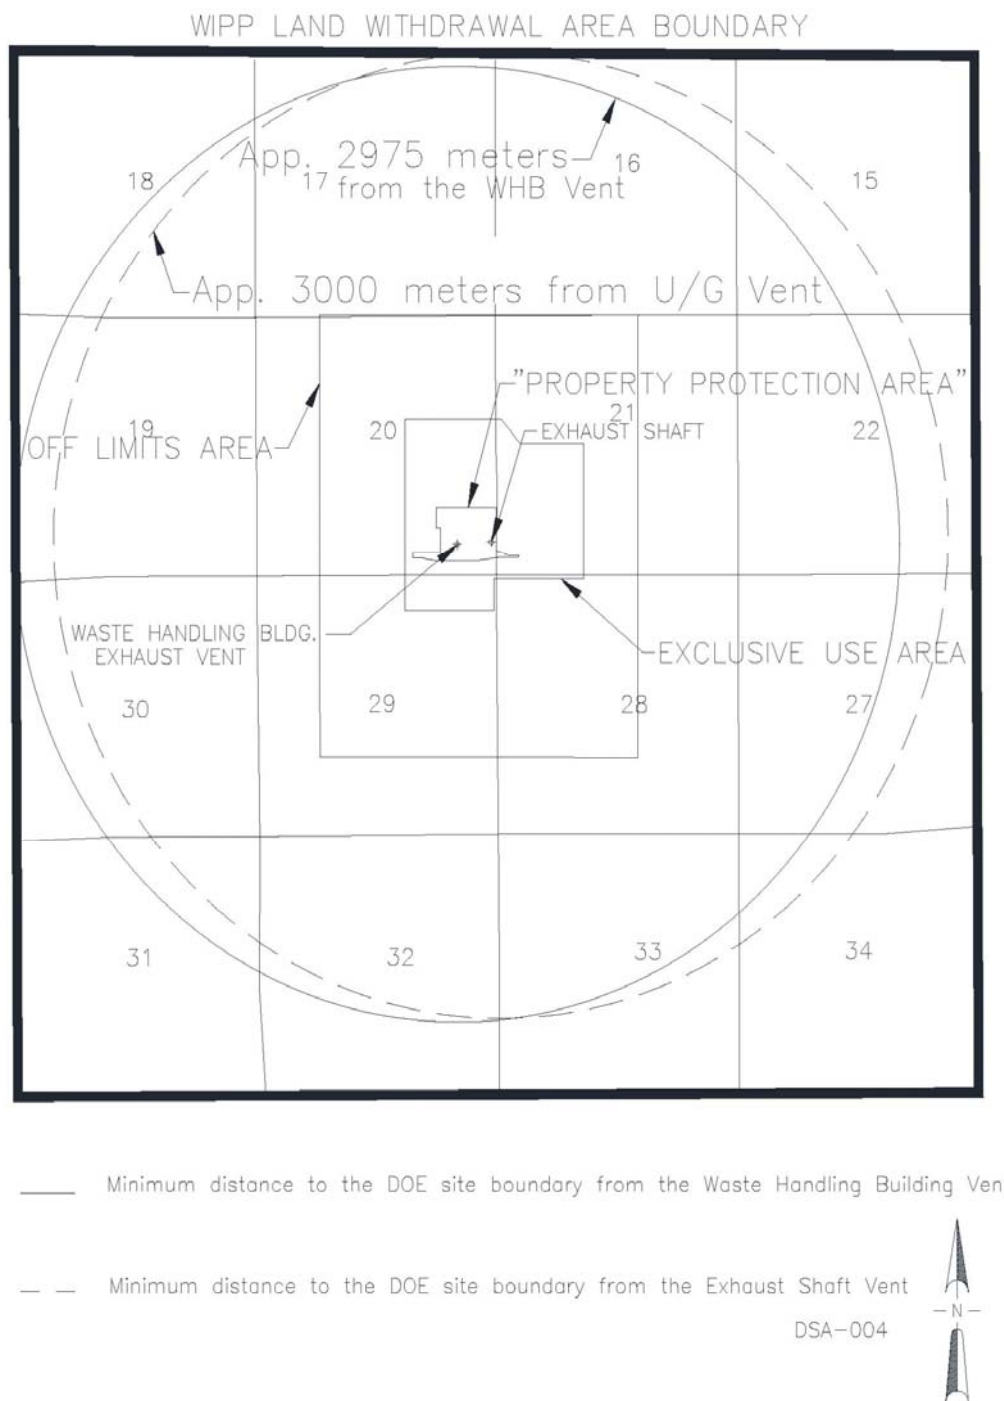 WIPP LAND WITHDRAWAL AREA BOUNDARY
App. 2975 meters
from the WHB Vent
18
17
16
15
App. 3000 meters from U/G Vent
"PROPERTY PROTECTION AREA"
19
20
21
22
OFF LIMITS AREA
EXHAUST SHAFT
WASTE HANDLING BLDG.
EXHAUST VENT
EXCLUSIVE USE AREA
30
29
28
27
31
32
33
34
Minimum distance to the DOE site boundary from the Waste Handling Building Ven
Minimum distance to the DOE site boundary from the Exhaust Shaft Vent
N
DSA-004